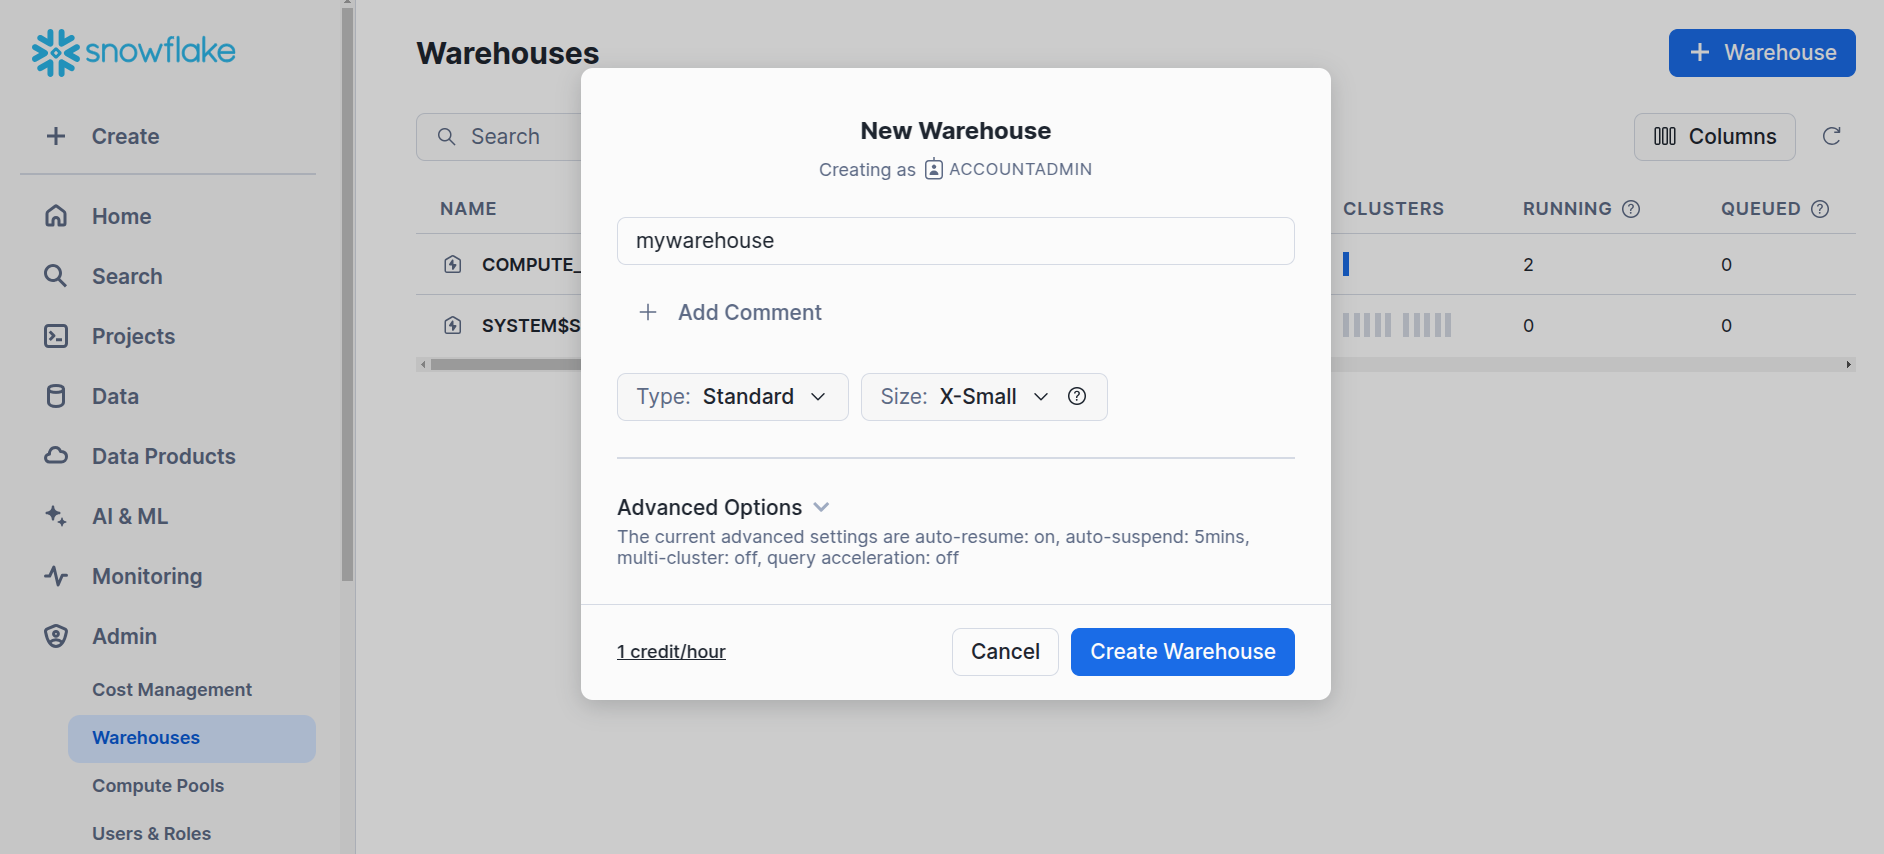 snowflake
Create
Home
Search
Projects
Data
Data Products
AI & ML
Monitoring
Admin
Cost Management
Warehouses
Compute Pools
Users & Roles
Warehouses
Warehouse
Search
Columns
NAME CLUSTERS RUNNING QUEUED
COMPUTE_ 2 0
SYSTEM$S 0 0
New Warehouse
Creating as ACCOUNTADMIN
mywarehouse
Add Comment
Type: Standard Size: X-Small
Advanced Options
The current advanced settings are auto-resume: on, auto-suspend: 5mins,
multi-cluster: off, query acceleration: off
1 credit/hour Cancel Create Warehouse